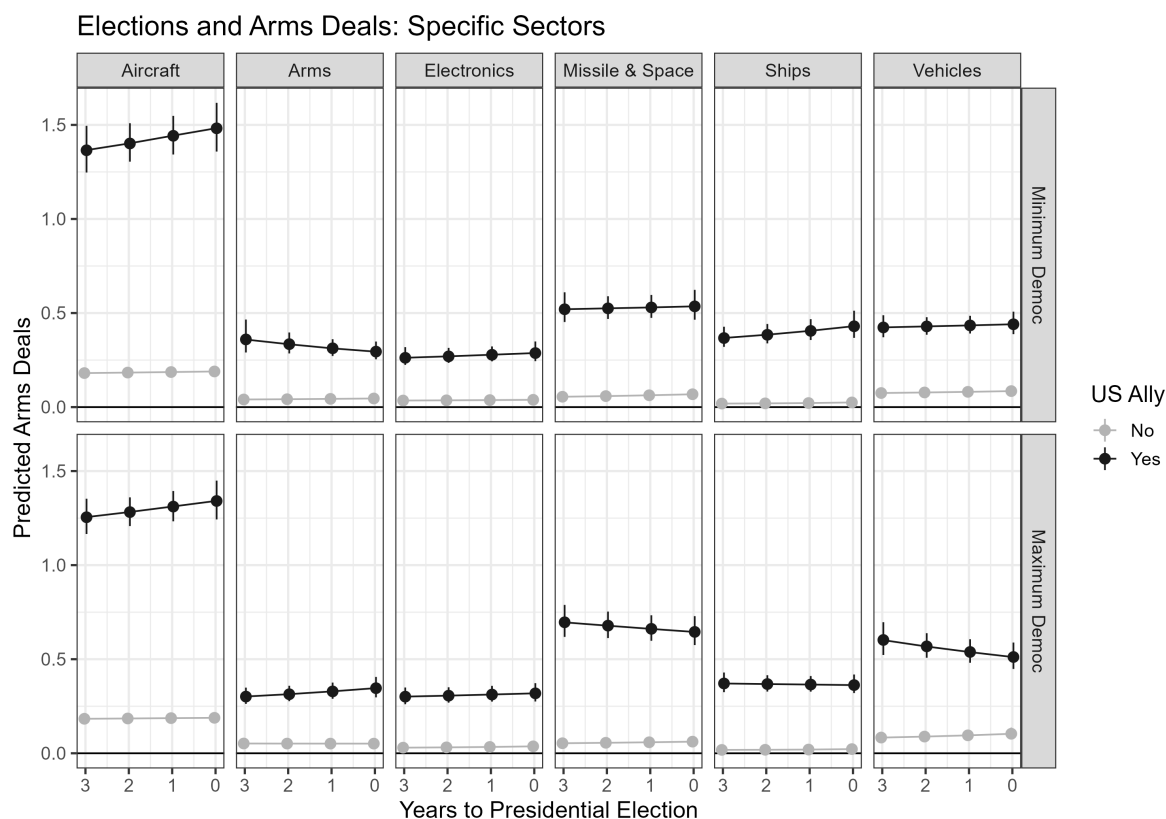 Elections and Arms Deals: Specific Sectors
Aircraft
Arms
Electronics
Missile & Space
Ships
Vehicles
Predicted Arms Deals
1.5
1.0
0.5
0.0
Minimum Democ
1.5
1.0
0.5
0.0
Maximum Democ
3 2 1 0
3 2 1 0
3 2 1 0
3 2 1 0
3 2 1 0
3 2 1 0
Years to Presidential Election
US Ally
No
Yes